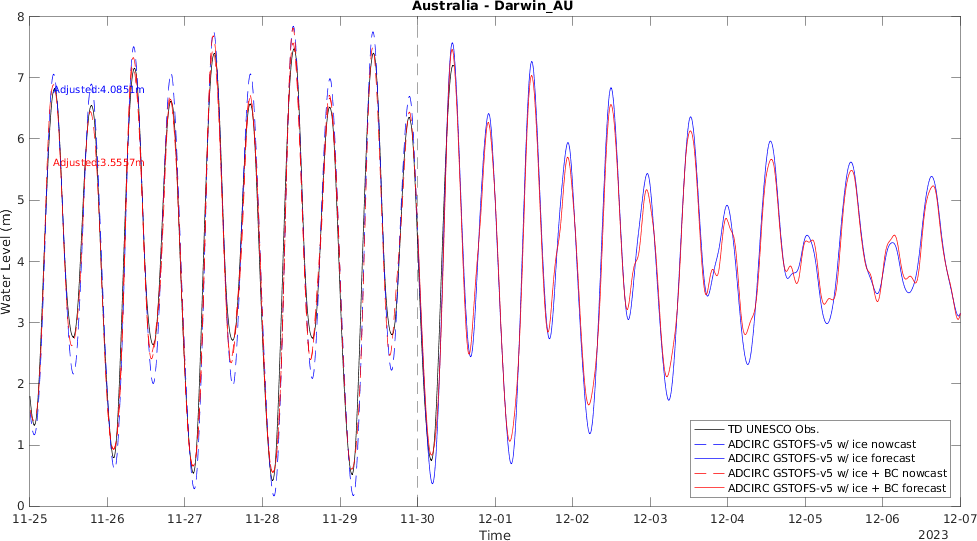 Australia - Darwin_AU
Water Level (m)
8
7
6
5
4
3
2
1
0
Adjusted:4.0851m
Adjusted:3.5557m
TD UNESCO Obs.
ADCIRC GSTOFS-v5 w/ ice nowcast
ADCIRC GSTOFS-v5 w/ ice forecast
ADCIRC GSTOFS-v5 w/ ice + BC nowcast
ADCIRC GSTOFS-v5 w/ ice + BC forecast
11-25 11-26 11-27 11-28 11-29 11-30 12-01 12-02 12-03 12-04 12-05 12-06 12-07
Time
2023